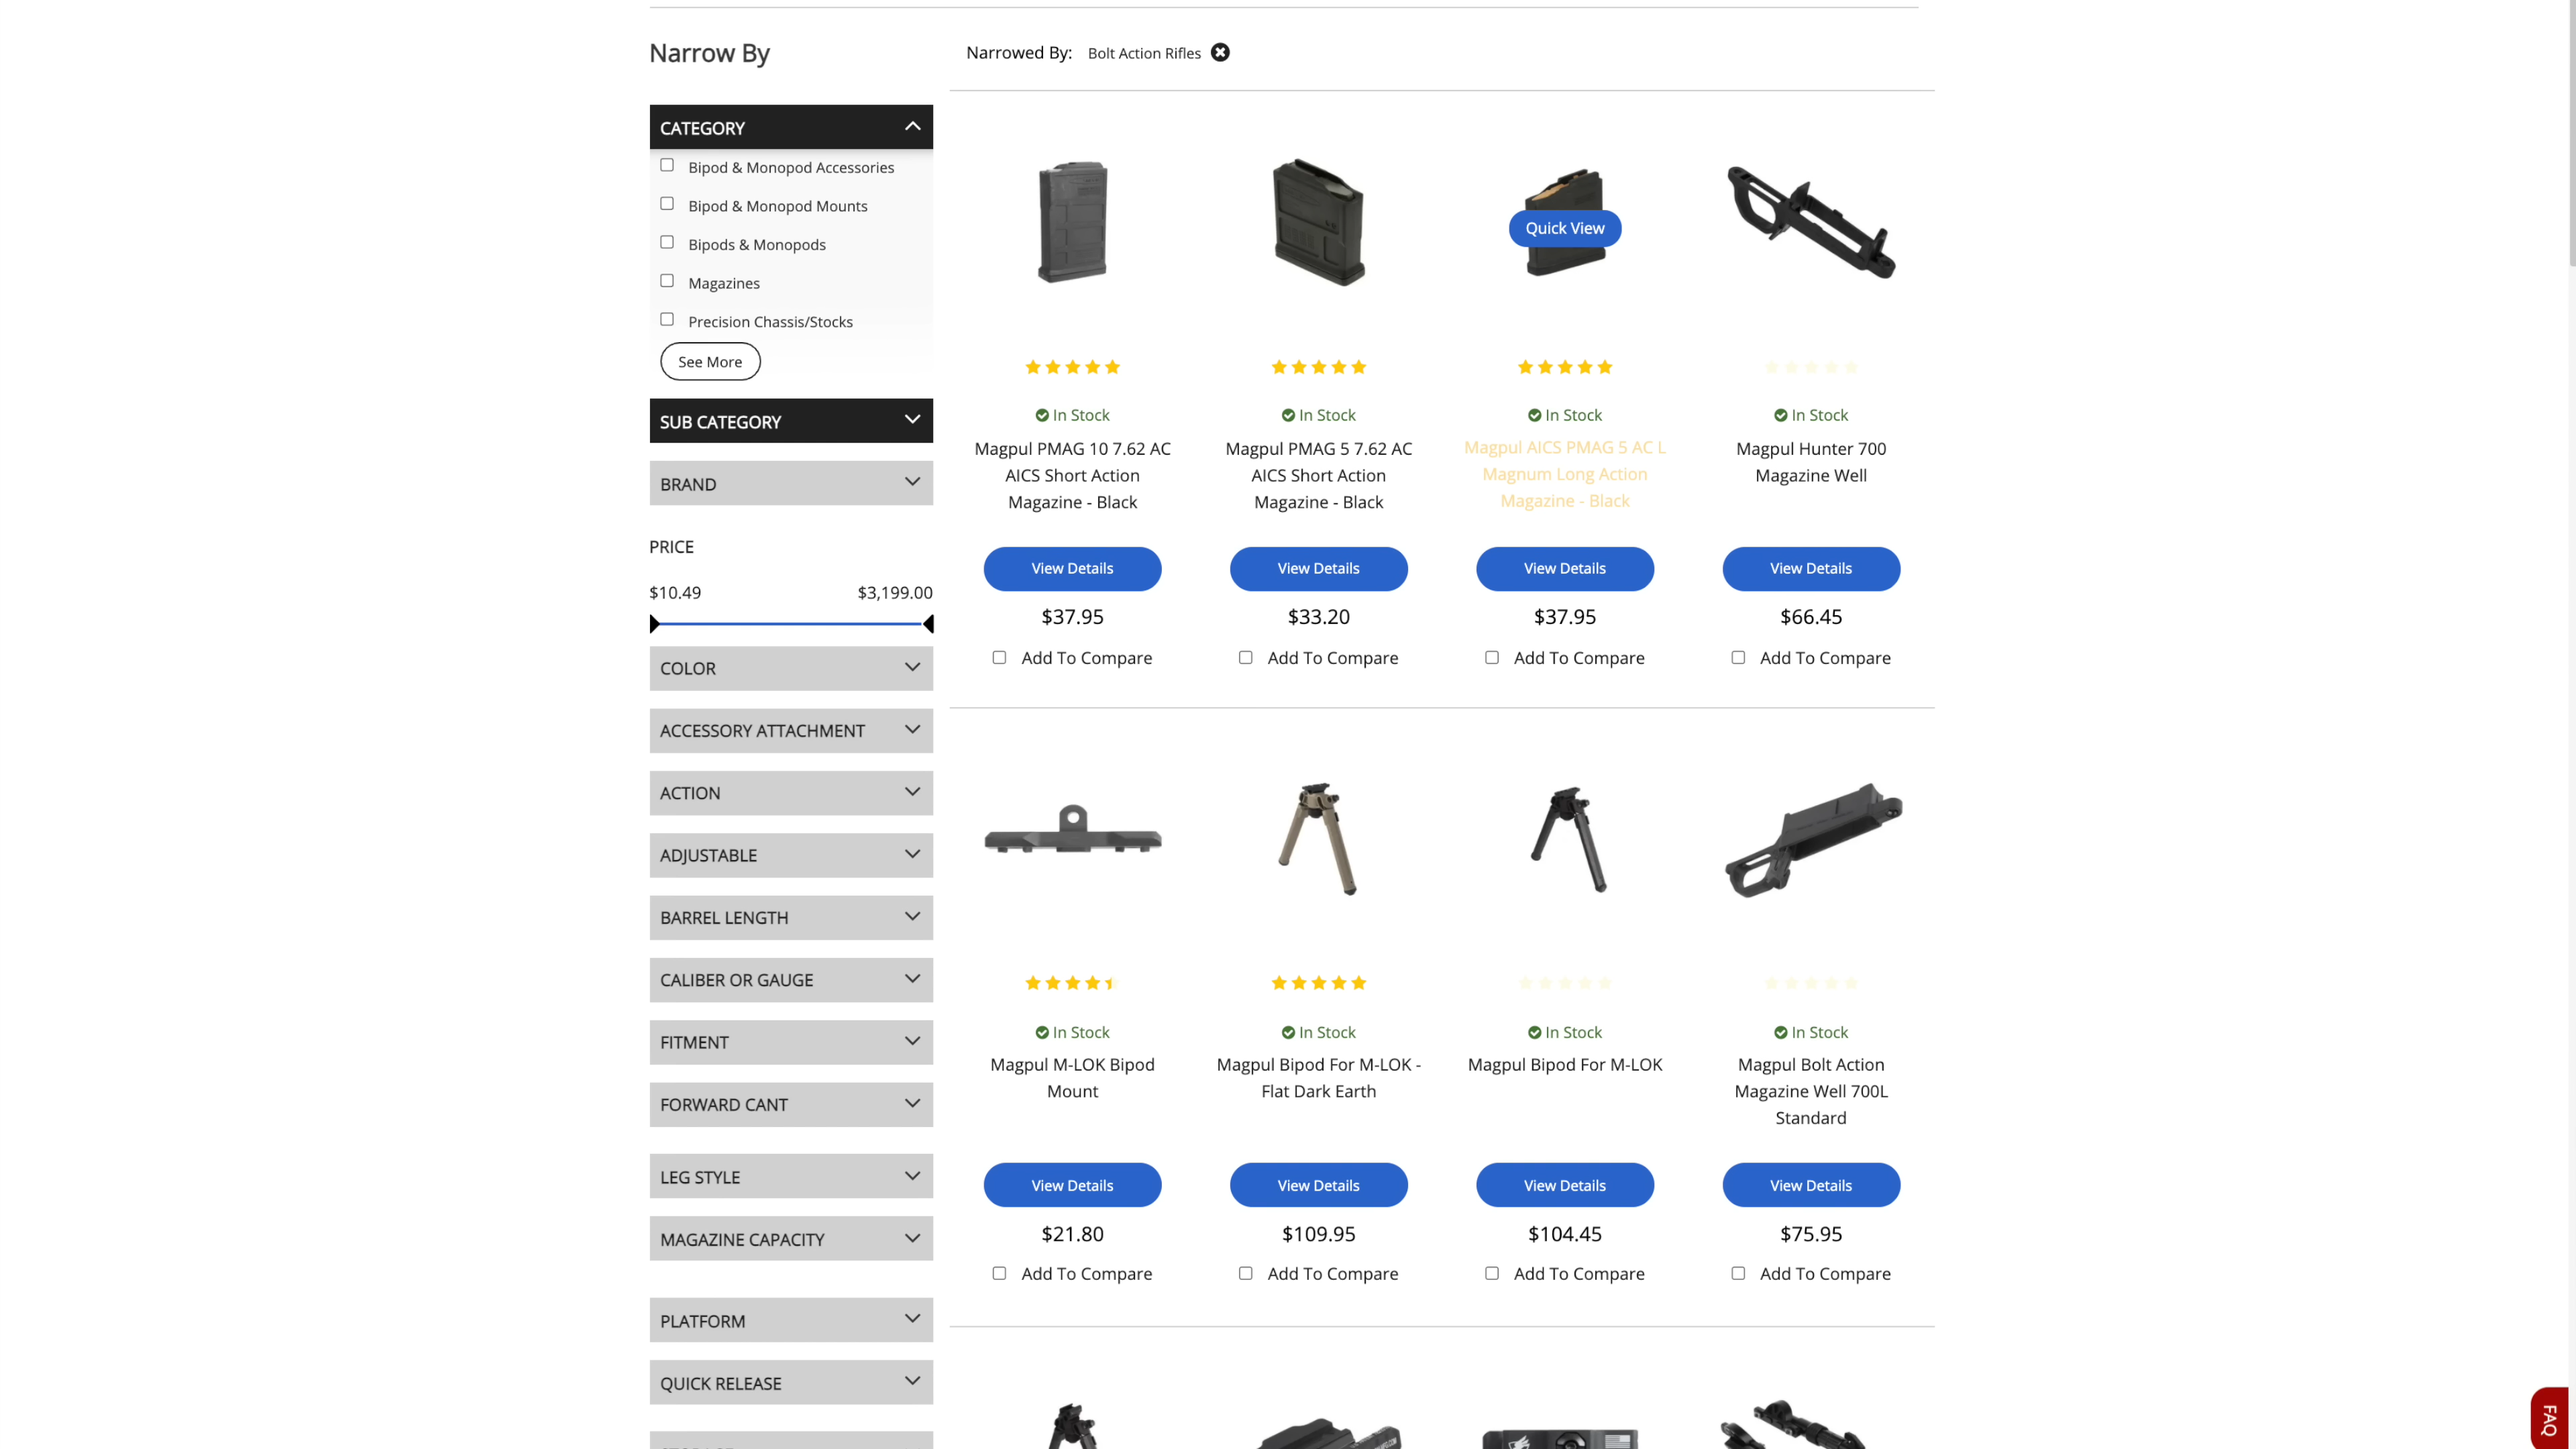 Narrow By
Narrowed By: Bolt Action Rifles
CATEGORY
Bipod & Monopod Accessories
Bipod & Monopod Mounts
Bipods & Monopods
Magazines
Precision Chassis/Stocks
See More
SUB CATEGORY
BRAND
PRICE
$10.49 $3,199.00
COLOR
ACCESSORY ATTACHMENT
ACTION
ADJUSTABLE
BARREL LENGTH
CALIBER OR GAUGE
FITMENT
FORWARD CANT
LEG STYLE
MAGAZINE CAPACITY
PLATFORM
QUICK RELEASE
In Stock
Magpul PMAG 10 7.62 AC
AICS Short Action
Magazine - Black
View Details
$37.95
Add To Compare
In Stock
Magpul PMAG 5 7.62 AC
AICS Short Action
Magazine - Black
View Details
$33.20
Add To Compare
Quick View
In Stock
Magpul AICS PMAG 5 AC L
Magnum Long Action
Magazine - Black
View Details
$37.95
Add To Compare
In Stock
Magpul Hunter 700
Magazine Well
View Details
$66.45
Add To Compare
In Stock
Magpul M-LOK Bipod
Mount
View Details
$21.80
Add To Compare
In Stock
Magpul Bipod For M-LOK -
Flat Dark Earth
View Details
$109.95
Add To Compare
In Stock
Magpul Bipod For M-LOK
View Details
$104.45
Add To Compare
In Stock
Magpul Bolt Action
Magazine Well 700L
Standard
View Details
$75.95
Add To Compare
FAQ